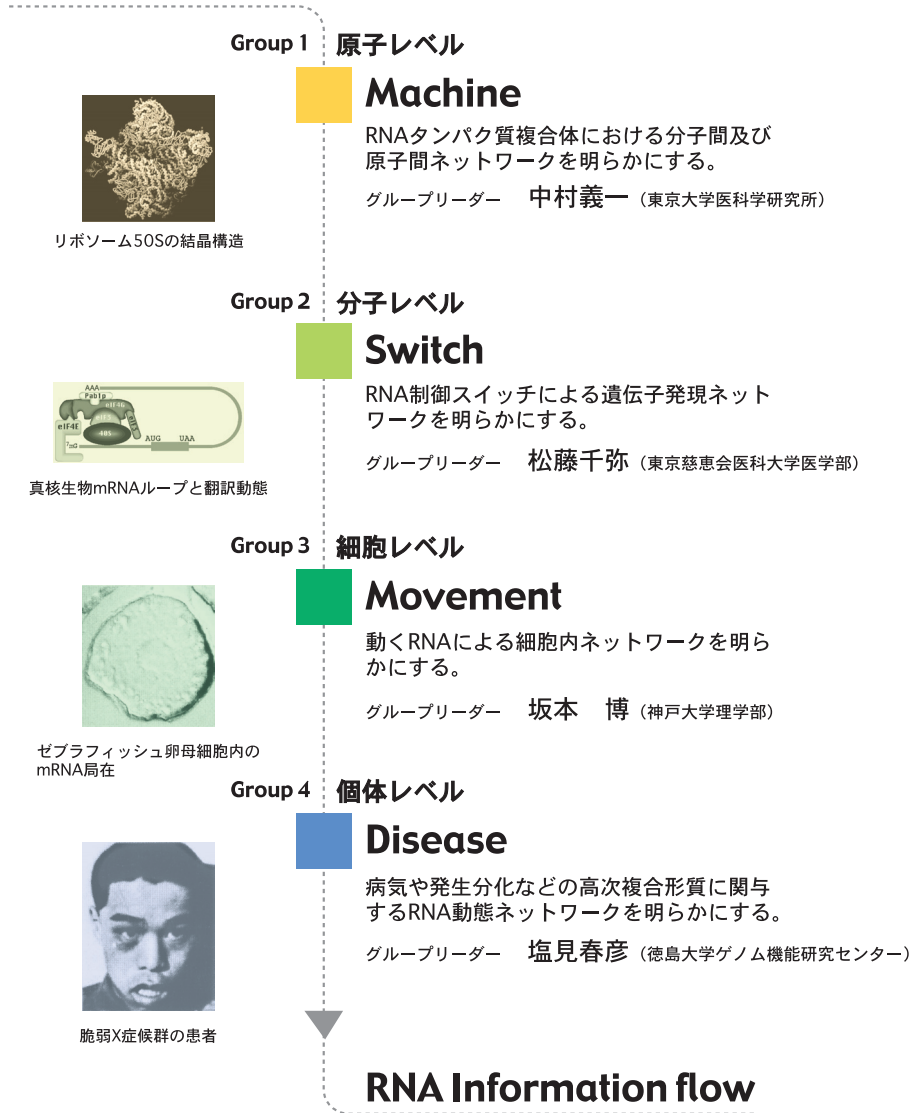 Group 1 原子レベル
Machine
RNAタンパク質複合体における分子間及び
原子間ネットワークを明らかにする。
グループリーダー 中村義一（東京大学医科学研究所）
リボソーム50Sの結晶構造
Group 2 分子レベル
Switch
RNA制御スイッチによる遺伝子発現ネット
ワークを明らかにする。
グループリーダー 松藤千弥（東京慈恵会医科大学医学部）
AAA
Pab1p
eIF4G
eIF4E
eIF3
eIF5
40S
7mG
AUG UAA
真核生物mRNAループと翻訳動態
Group 3 細胞レベル
Movement
動くRNAによる細胞内ネットワークを明ら
かにする。
グループリーダー 坂本 博（神戸大学理学部）
ゼブラフィッシュ卵母細胞内の
mRNA局在
Group 4 個体レベル
Disease
病気や発生分化などの高次複合形質に関与
するRNA動態ネットワークを明らかにする。
グループリーダー 塩見春彦（徳島大学ゲノム機能研究センター）
脆弱X症候群の患者
RNA Information flow